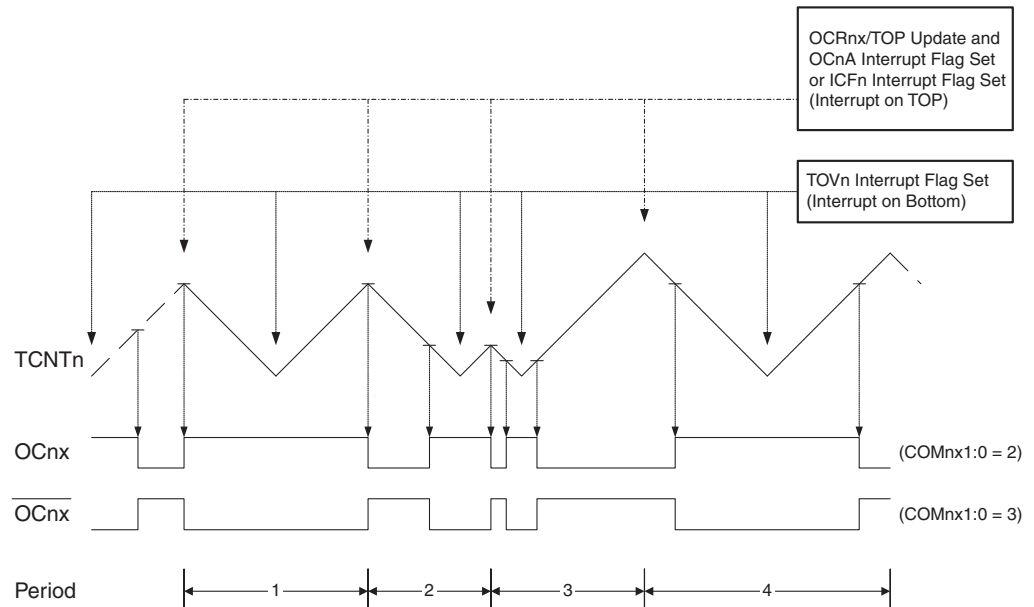 OCRnx/TOP Update and
OCnA Interrupt Flag Set
or ICFn Interrupt Flag Set
(Interrupt on TOP)
TOVn Interrupt Flag Set
(Interrupt on Bottom)
TCNTn
OCnx
(COMnx1:0 = 2)
OCnx
(COMnx1:0 = 3)
Period
1
2
3
4